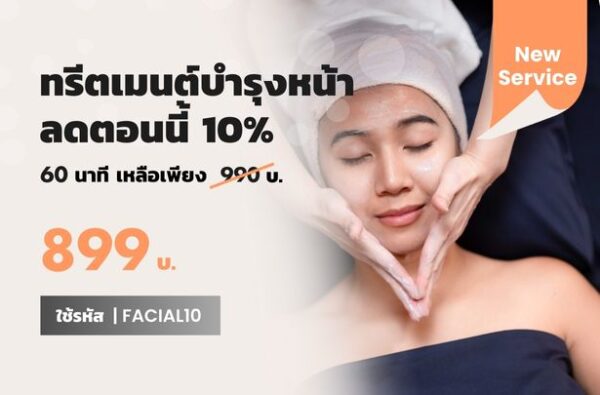 ทรีตเมนต์บำรุงหน้า
ลดตอนนี้ 10%
60 นาที เหลือเพียง 990 บ.
899 บ.
ใช้รหัส | FACIAL10
New
Service